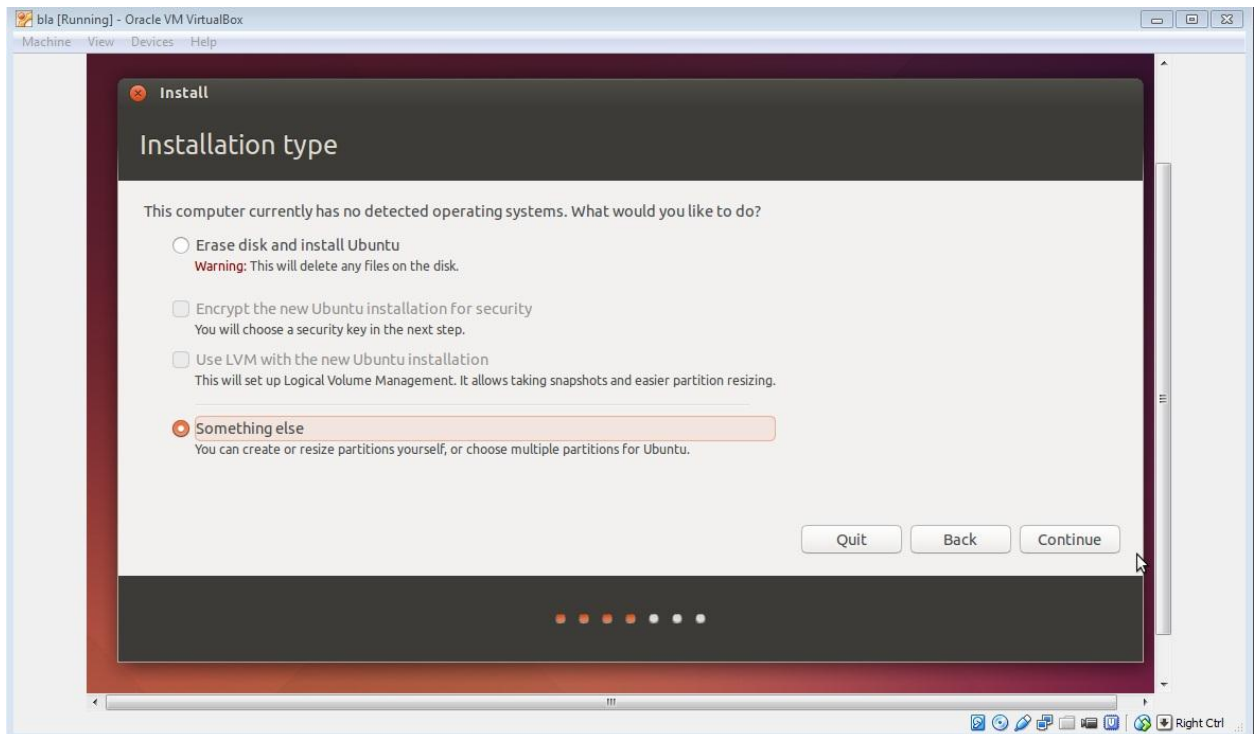 bla [Running] - Oracle VM VirtualBox
Machine View Devices Help
Install
Installation type
This computer currently has no detected operating systems. What would you like to do?
Erase disk and install Ubuntu
Warning: This will delete any files on the disk.
Encrypt the new Ubuntu installation for security
You will choose a security key in the next step.
Use LVM with the new Ubuntu installation
This will set up Logical Volume Management. It allows taking snapshots and easier partition resizing.
Something else
You can create or resize partitions yourself, or choose multiple partitions for Ubuntu.
Quit Back Continue
Right Ctrl